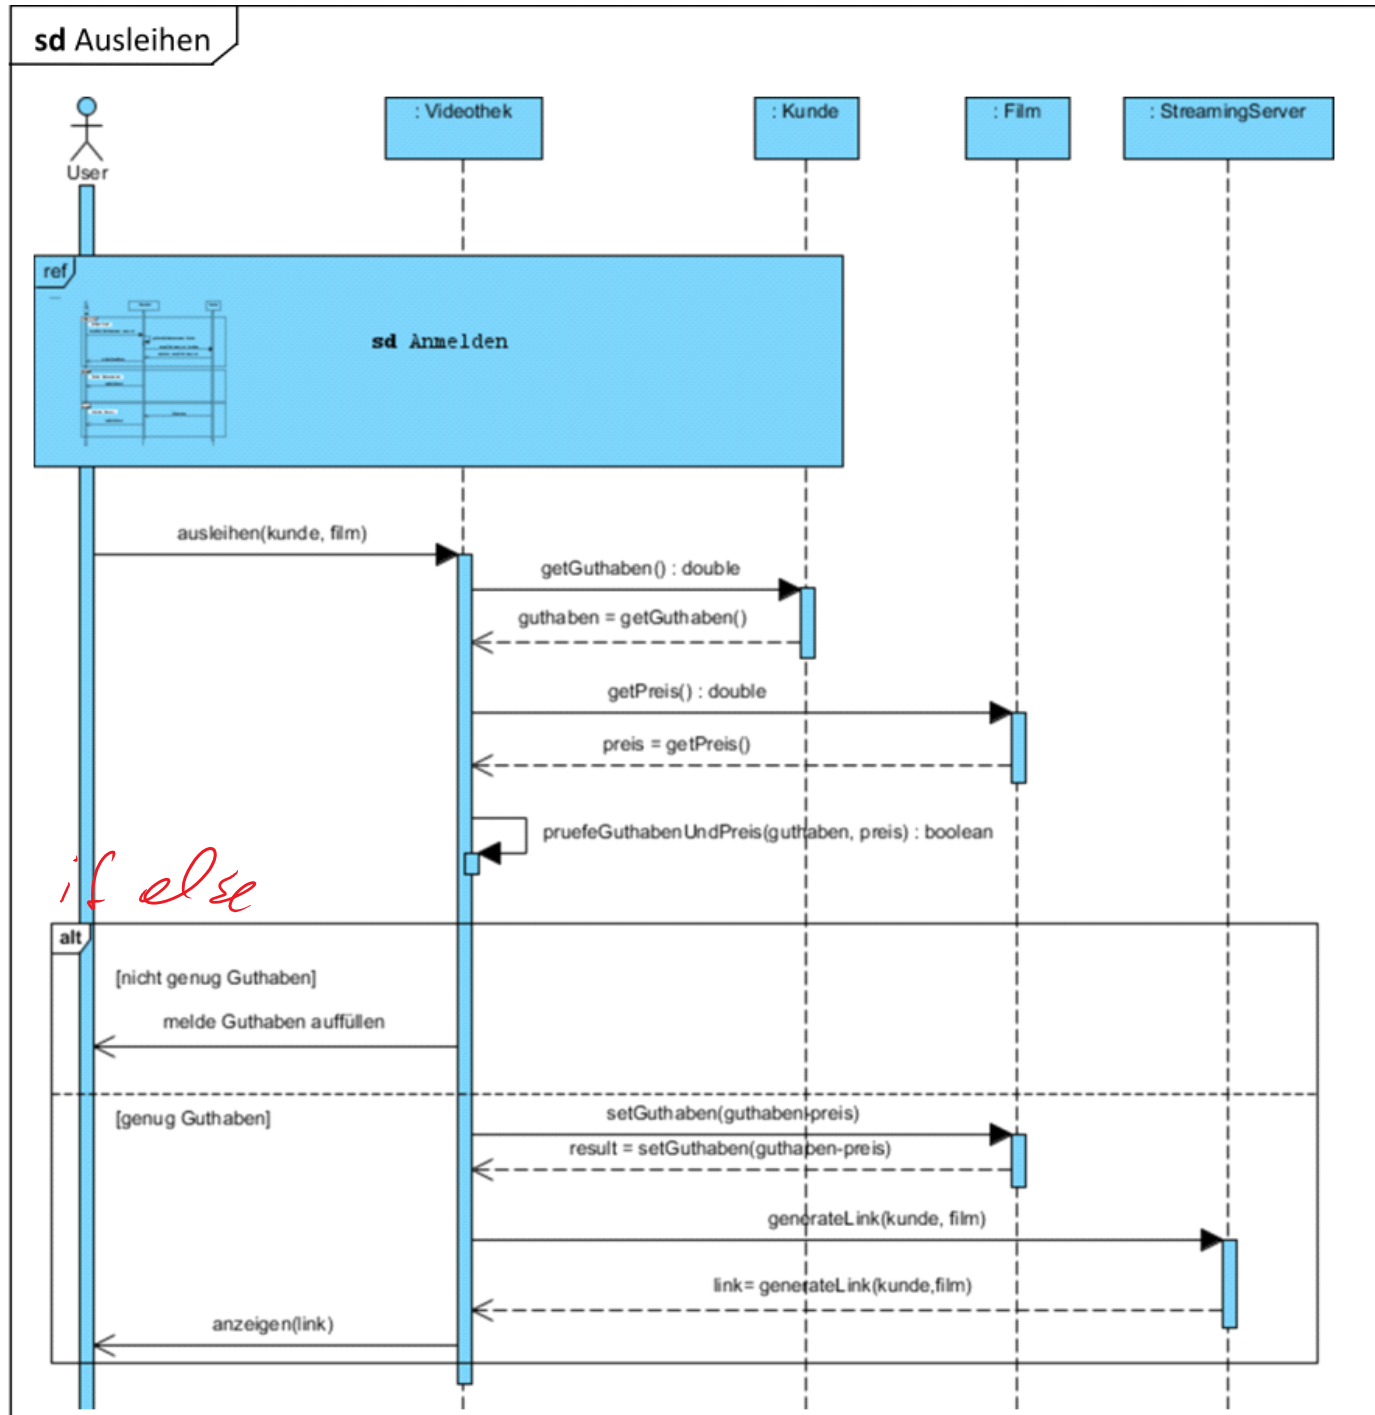 sd Ausleihen
: Videothek
: Kunde
: Film
: StreamingServer
User
ref
sd Anmelden
ausleihen(kunde, film)
getGuthaben() : double
guthaben = getGuthaben()
getPreis() : double
preis = getPreis()
pruefeGuthabenUndPreis(guthaben, preis) : boolean
if else
alt
[nicht genug Guthaben]
melde Guthaben auffüllen
[genug Guthaben]
setGuthaben(guthaben-preis)
result = setGuthaben(guthaben-preis)
generateLink(kunde, film)
link= generateLink(kunde,film)
anzeigen(link)